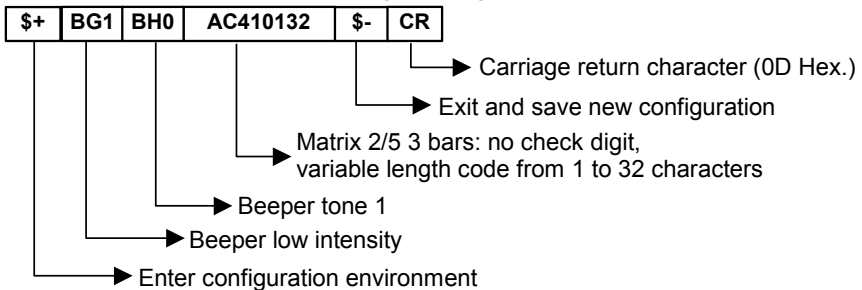 $+ BG1 BH0 AC410132 $- CR
Carriage return character (0D Hex.)
Exit and save new configuration
Matrix 2/5 3 bars: no check digit,
variable length code from 1 to 32 characters
Beeper tone 1
Beeper low intensity
Enter configuration environment